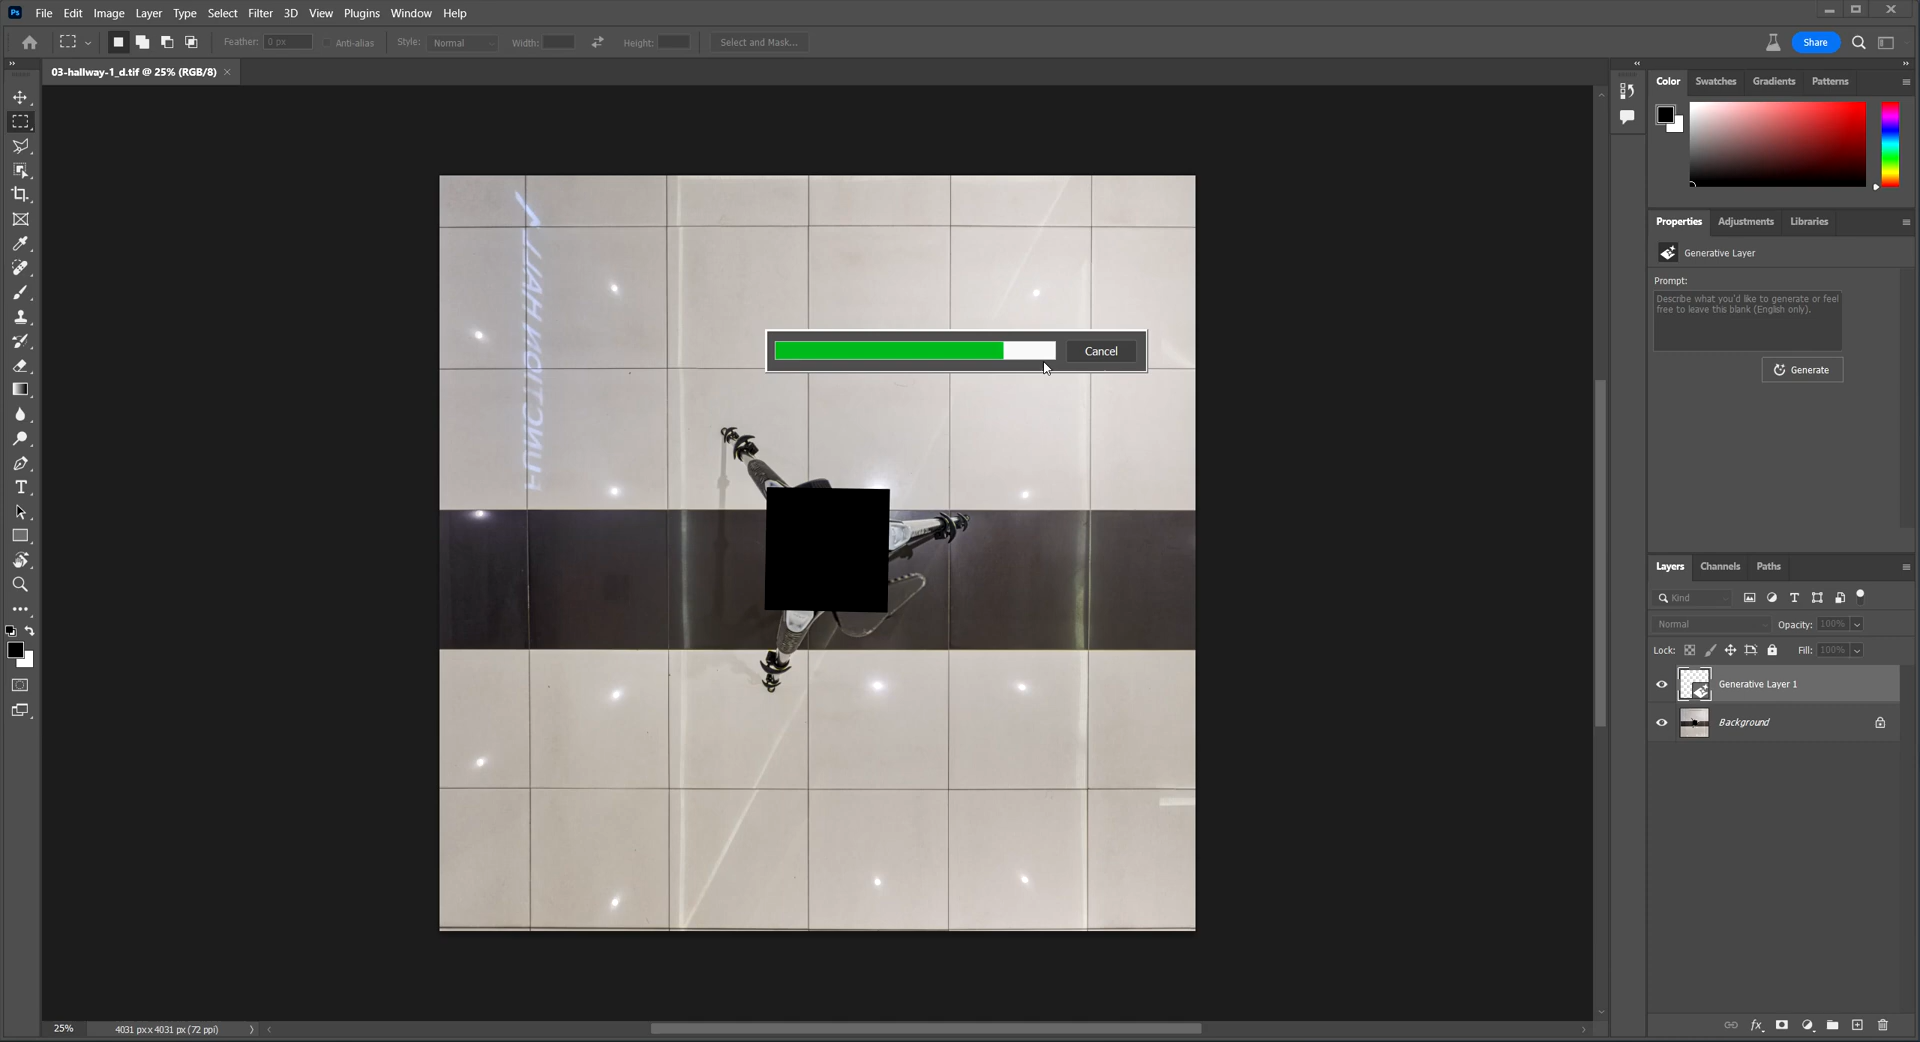 Ps File Edit Image Layer Type Select Filter 3D View Plugins Window Help
Feather: 0 px Anti-alias Style: Normal Width: Height: Select and Mask... Share
03-hallway-1_d.tif @ 25% (RGB/8)
Color Swatches Gradients Patterns
Properties Adjustments Libraries
Generative Layer
Prompt:
Describe what you'd like to generate or feel
free to leave this blank (English only).
Generate
Cancel
FUNCTION HALL
Layers Channels Paths
Kind
Normal Opacity: 100%
Lock: Fill: 100%
Generative Layer 1
Background
25% 4031 px x 4031 px (72 ppi)